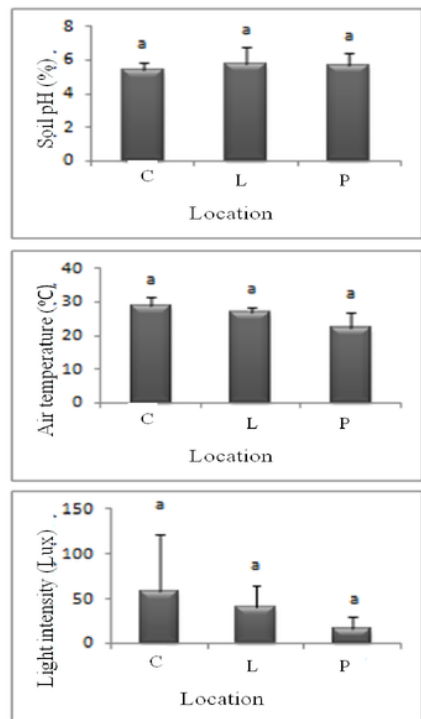 Soil pH (%)
8
6
4
2
0
a a a
C L P
Location
Air temperature (°C)
40
30
20
10
0
a a a
C L P
Location
Light intensity (Lux)
150
100
50
0
a a a
C L P
Location